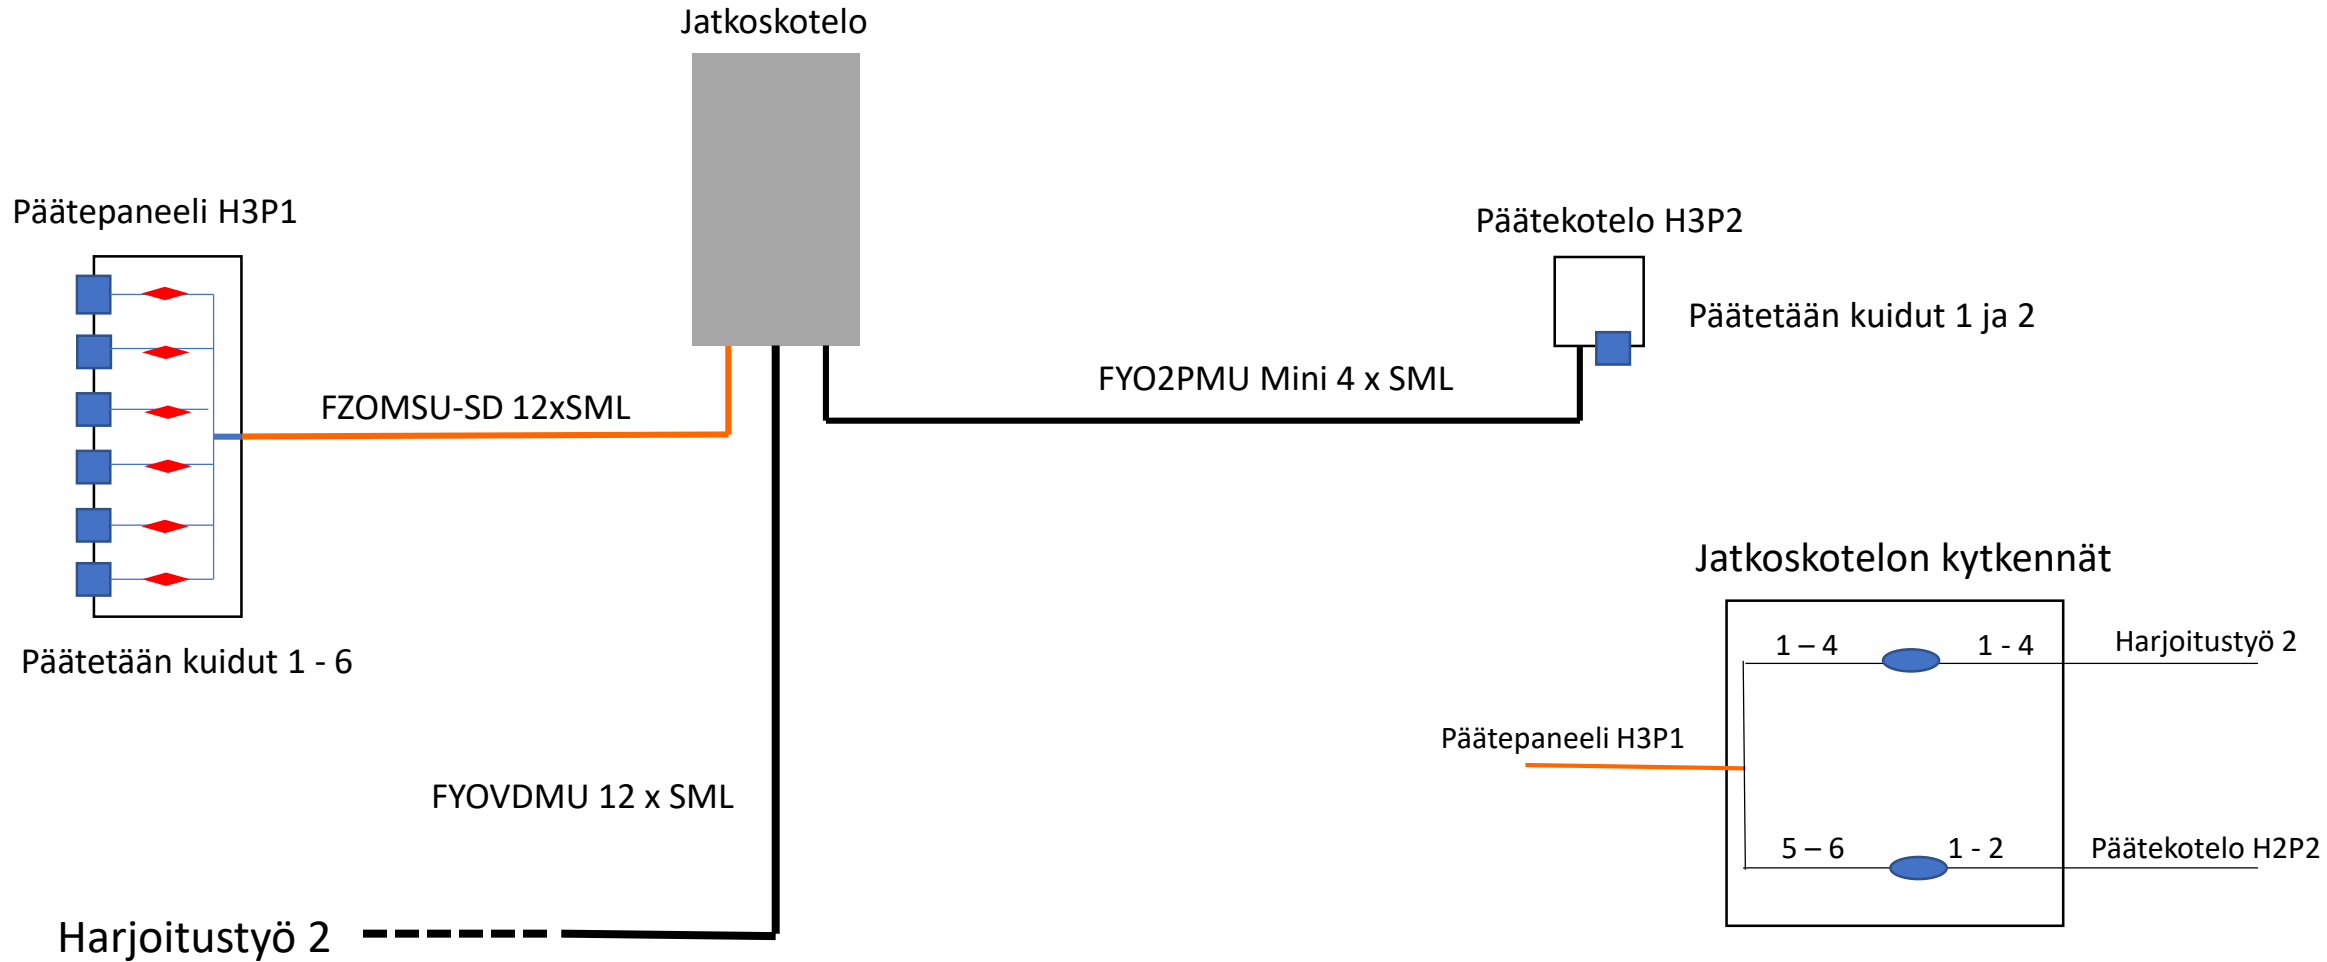 Jatkoskotelo
Päätepaneeli H3P1
Päätekotelo H3P2
Päätetään kuidut 1 ja 2
FYO2PMU Mini 4 x SML
FZOMSU-SD 12xSML
Päätetään kuidut 1 - 6
FYOVDMU 12 x SML
Harjoitustyö 2
Jatkoskotelon kytkennät
1 – 4
1 - 4
Harjoitustyö 2
Päätepaneeli H3P1
5 – 6
1 - 2
Päätekotelo H2P2